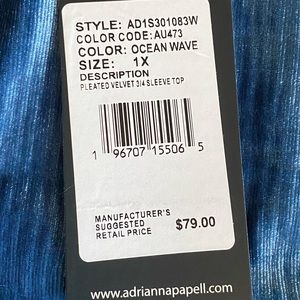 STYLE: AD1S301083W
COLOR CODE: AU473
COLOR: OCEAN WAVE
SIZE: 1X
DESCRIPTION
PLEATED VELVET 3/4 SLEEVE TOP
1 96707 15506 5
MANUFACTURER'S
SUGGESTED
RETAIL PRICE $79.00
www.adriannapapell.com